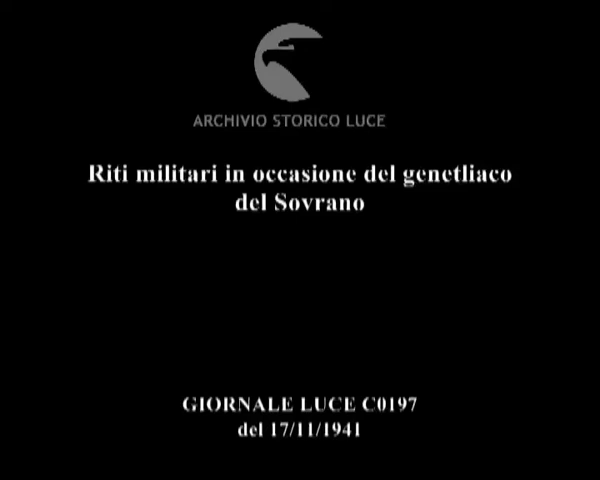 ARCHIVIO STORICO LUCE
Riti militari in occasione del genetliaco
del Sovrano
GIORNALE LUCE C0197
del 17/11/1941